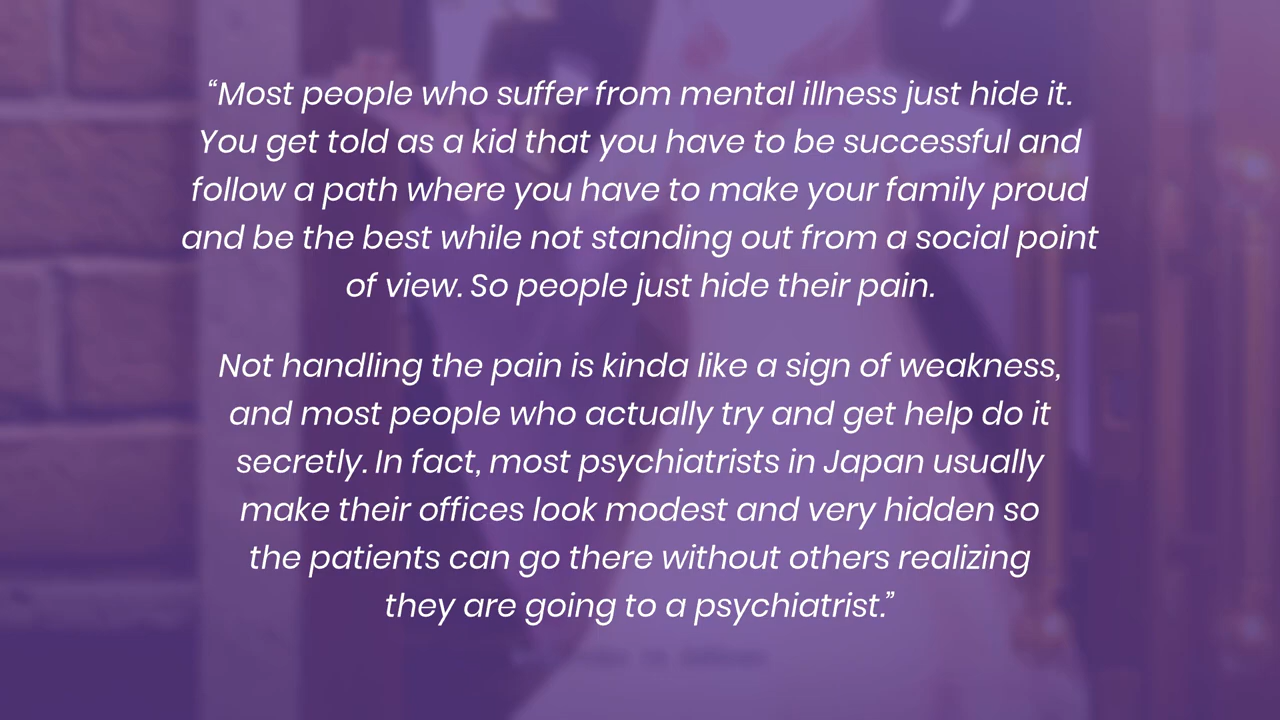 “Most people who suffer from mental illness just hide it.
You get told as a kid that you have to be successful and
follow a path where you have to make your family proud
and be the best while not standing out from a social point
of view. So people just hide their pain.
Not handling the pain is kinda like a sign of weakness,
and most people who actually try and get help do it
secretly. In fact, most psychiatrists in Japan usually
make their offices look modest and very hidden so
the patients can go there without others realizing
they are going to a psychiatrist.”